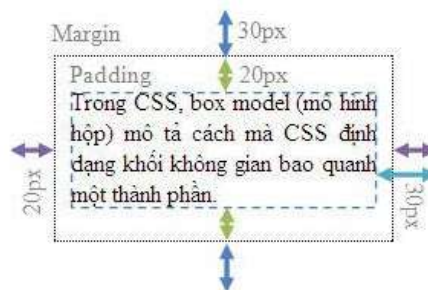 30px
Margin
Padding
20px
Trong CSS, box model (mô hình
hộp) mô tả cách mà CSS định
dạng khối không gian bao quanh
một thành phần.
20px
30px